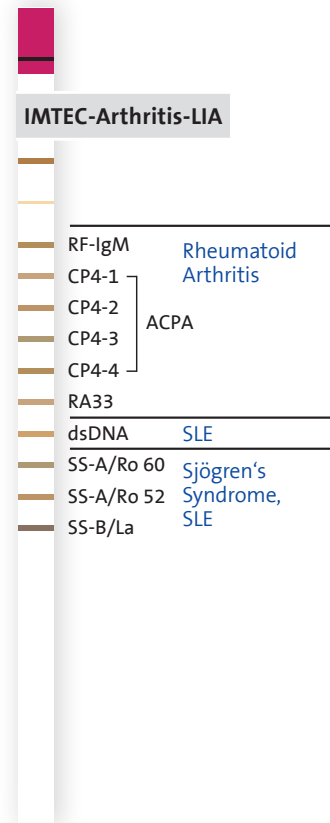 IMTEC-Arthritis-LIA
RF-IgM
Rheumatoid
Arthritis
CP4-1
CP4-2
CP4-3
CP4-4
ACPA
RA33
dsDNA
SLE
SS-A/Ro 60
SS-A/Ro 52
SS-B/La
Sjögren‘s
Syndrome,
SLE